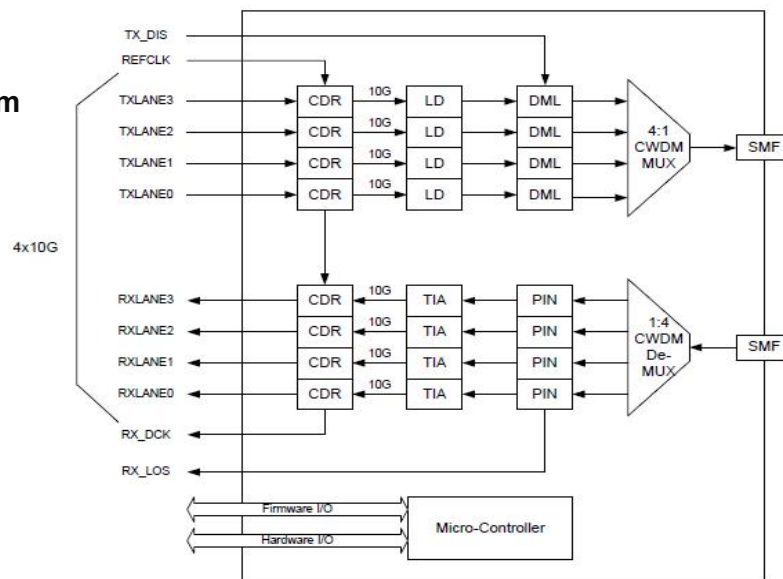 TX_DIS
REFCLK
m
TXLANE3
CDR 10G LD DML
TXLANE2
CDR 10G LD DML
TXLANE1
CDR 10G LD DML
TXLANE0
CDR 10G LD DML
4:1
CWDM
MUX
SMF
4x10G
RXLANE3
CDR 10G TIA PIN
RXLANE2
CDR 10G TIA PIN
RXLANE1
CDR 10G TIA PIN
RXLANE0
CDR 10G TIA PIN
1:4
CWDM
De-
MUX
SMF
RX_DCK
RX_LOS
Firmware I/O
Hardware I/O
Micro-Controller